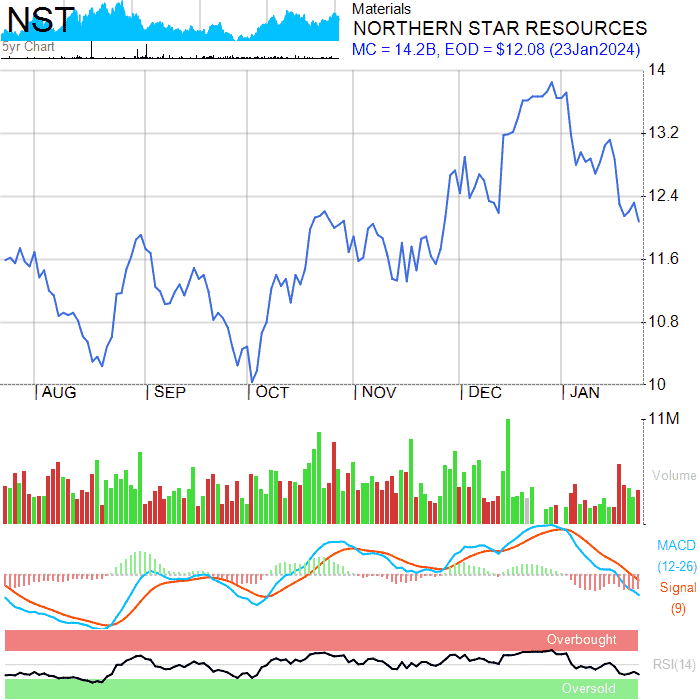 NST
5yr Chart
Materials
NORTHERN STAR RESOURCES
MC = 14.2B, EOD = $12.08 (23Jan2024)
14
13.2
12.4
11.6
10.8
10
AUG SEP OCT NOV DEC JAN
11M
Volume
MACD
(12-26)
Signal
(9)
Overbought
RSI(14)
Oversold